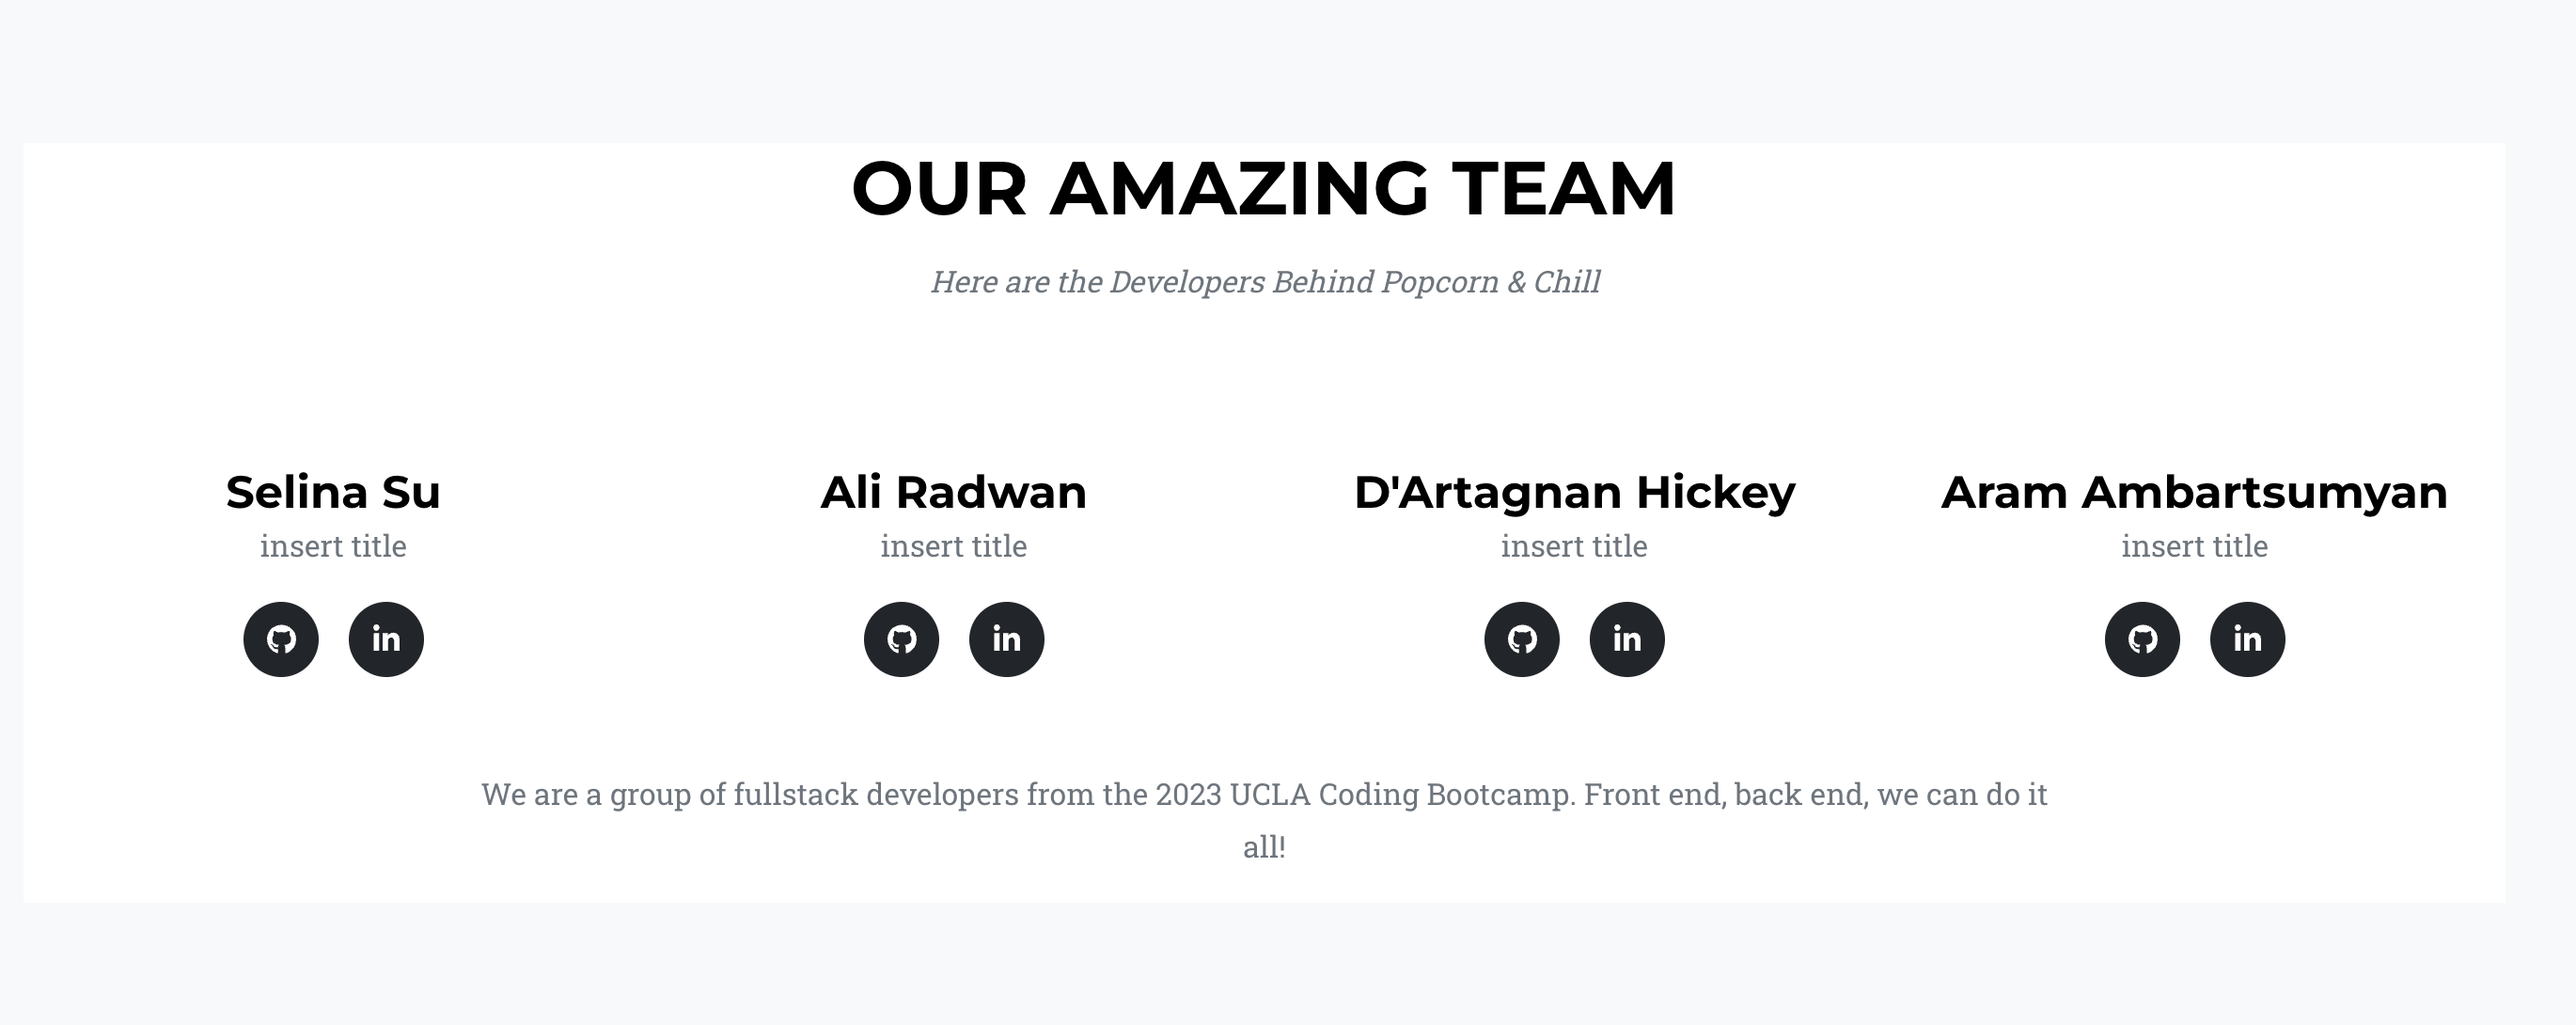 OUR AMAZING TEAM
Here are the Developers Behind Popcorn & Chill
Selina Su
insert title
in
Ali Radwan
insert title
in
D'Artagnan Hickey
insert title
in
Aram Ambartsumyan
insert title
in
We are a group of fullstack developers from the 2023 UCLA Coding Bootcamp. Front end, back end, we can do it
all!